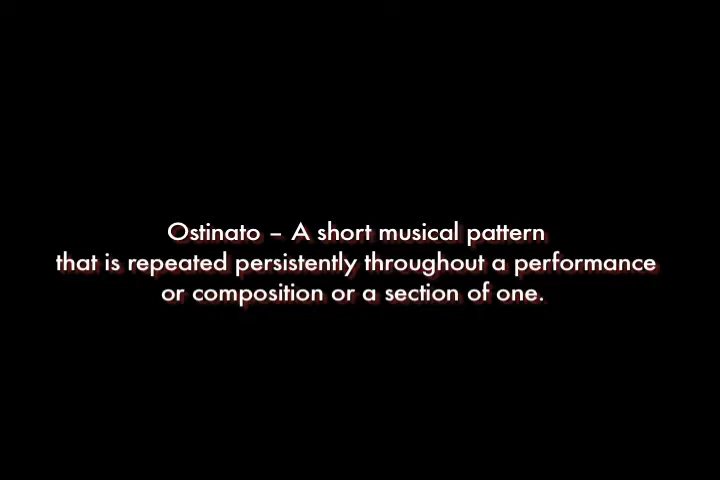 Ostinato – A short musical pattern
that is repeated persistently throughout a performance
or composition or a section of one.